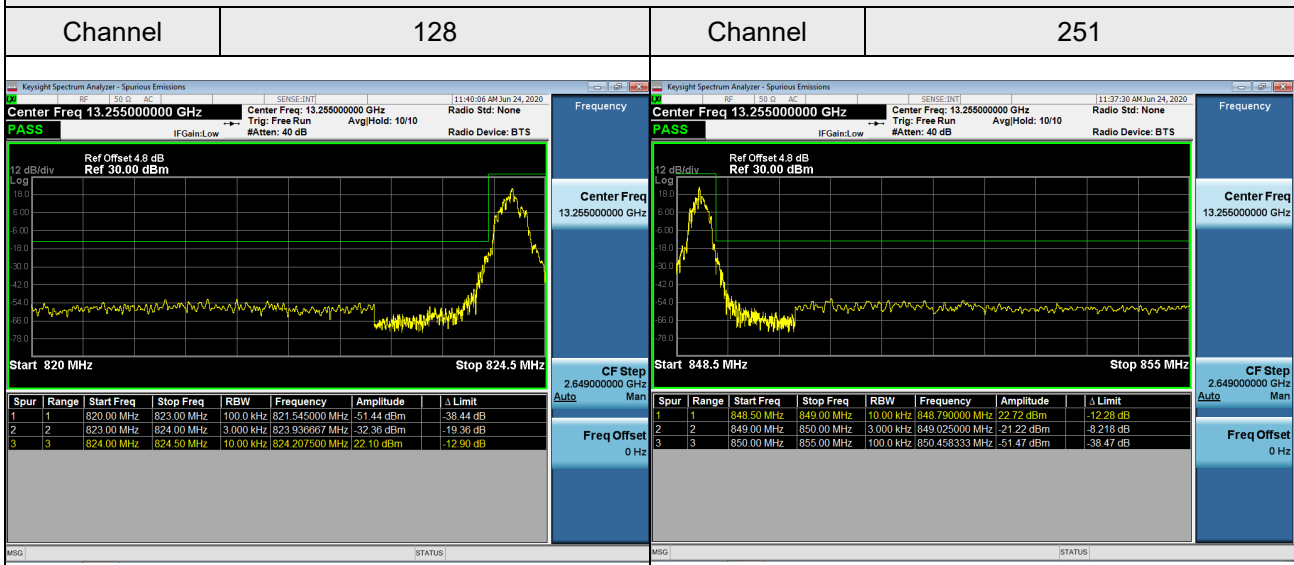 Channel 128 Channel 251
Keysight Spectrum Analyzer - Spurious Emissions
RF 50 Ω AC SENSE:INT 11:40:06 AM Jun 24, 2020
Center Freq 13.255000000 GHz Center Freq: 13.255000000 GHz Radio Std: None
Trig: Free Run Avg|Hold: 10/10
PASS IFGain:Low #Atten: 40 dB Radio Device: BTS
Frequency
Ref Offset 4.8 dB
12 dB/div Ref 30.00 dBm
Log
18.0
6.00
-6.00
-18.0
-30.0
-42.0
-54.0
-66.0
-78.0
Start 820 MHz Stop 824.5 MHz
Center Freq
13.255000000 GHz
CF Step
2.649000000 GHz
Auto Man
Freq Offset
0 Hz
Spur Range Start Freq Stop Freq RBW Frequency Amplitude Δ Limit
1 1 820.00 MHz 823.00 MHz 100.0 kHz 821.545000 MHz -51.44 dBm -38.44 dB
2 2 823.00 MHz 824.00 MHz 3.000 kHz 823.936667 MHz -32.36 dBm -19.36 dB
3 3 824.00 MHz 824.50 MHz 10.00 kHz 824.207500 MHz 22.10 dBm -12.90 dB
MSG STATUS
Keysight Spectrum Analyzer - Spurious Emissions
RF 50 Ω AC SENSE:INT 11:37:30 AM Jun 24, 2020
Center Freq 13.255000000 GHz Center Freq: 13.255000000 GHz Radio Std: None
Trig: Free Run Avg|Hold: 10/10
PASS IFGain:Low #Atten: 40 dB Radio Device: BTS
Frequency
Ref Offset 4.8 dB
12 dB/div Ref 30.00 dBm
Log
18.0
6.00
-6.00
-18.0
-30.0
-42.0
-54.0
-66.0
-78.0
Start 848.5 MHz Stop 855 MHz
Center Freq
13.255000000 GHz
CF Step
2.649000000 GHz
Auto Man
Freq Offset
0 Hz
Spur Range Start Freq Stop Freq RBW Frequency Amplitude Δ Limit
1 1 848.50 MHz 849.00 MHz 10.00 kHz 848.790000 MHz 22.72 dBm -12.28 dB
2 2 849.00 MHz 850.00 MHz 3.000 kHz 849.025000 MHz -21.22 dBm -8.218 dB
3 3 850.00 MHz 855.00 MHz 100.0 kHz 850.458333 MHz -51.47 dBm -38.47 dB
MSG STATUS